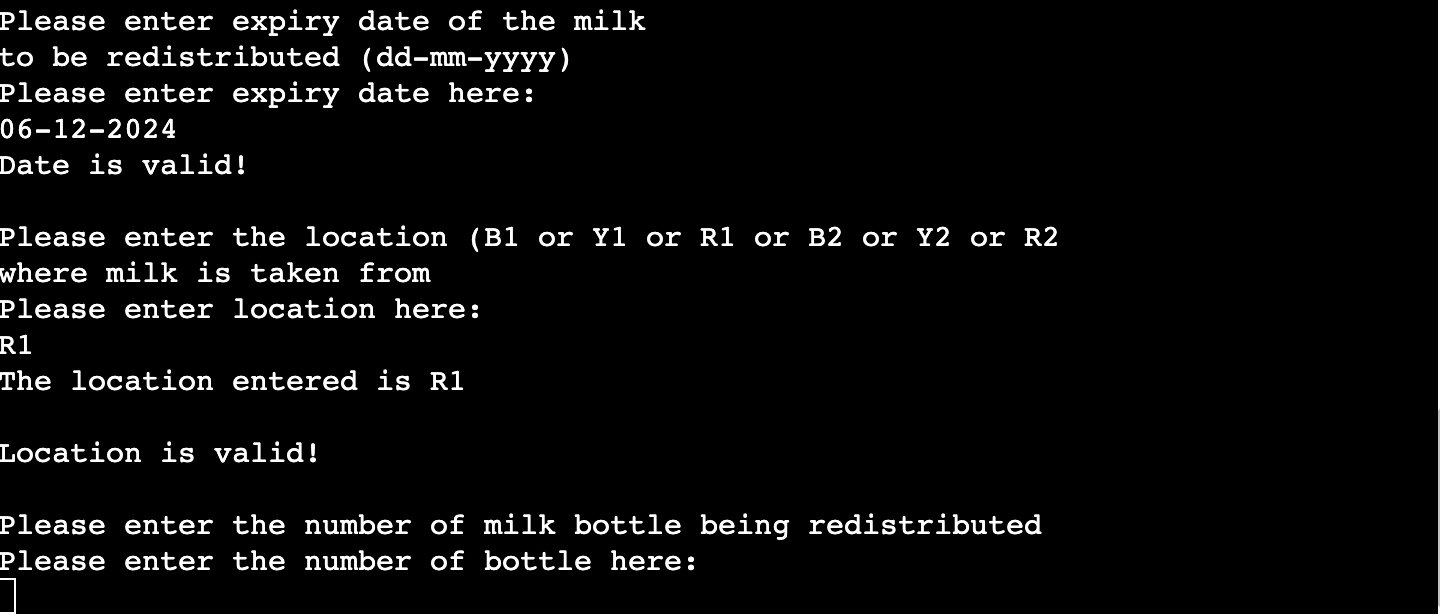 Please enter expiry date of the milk
to be redistributed (dd-mm-yyyy)
Please enter expiry date here:
06-12-2024
Date is valid!
Please enter the location (B1 or Y1 or R1 or B2 or Y2 or R2
where milk is taken from
Please enter location here:
R1
The location entered is R1
Location is valid!
Please enter the number of milk bottle being redistributed
Please enter the number of bottle here: